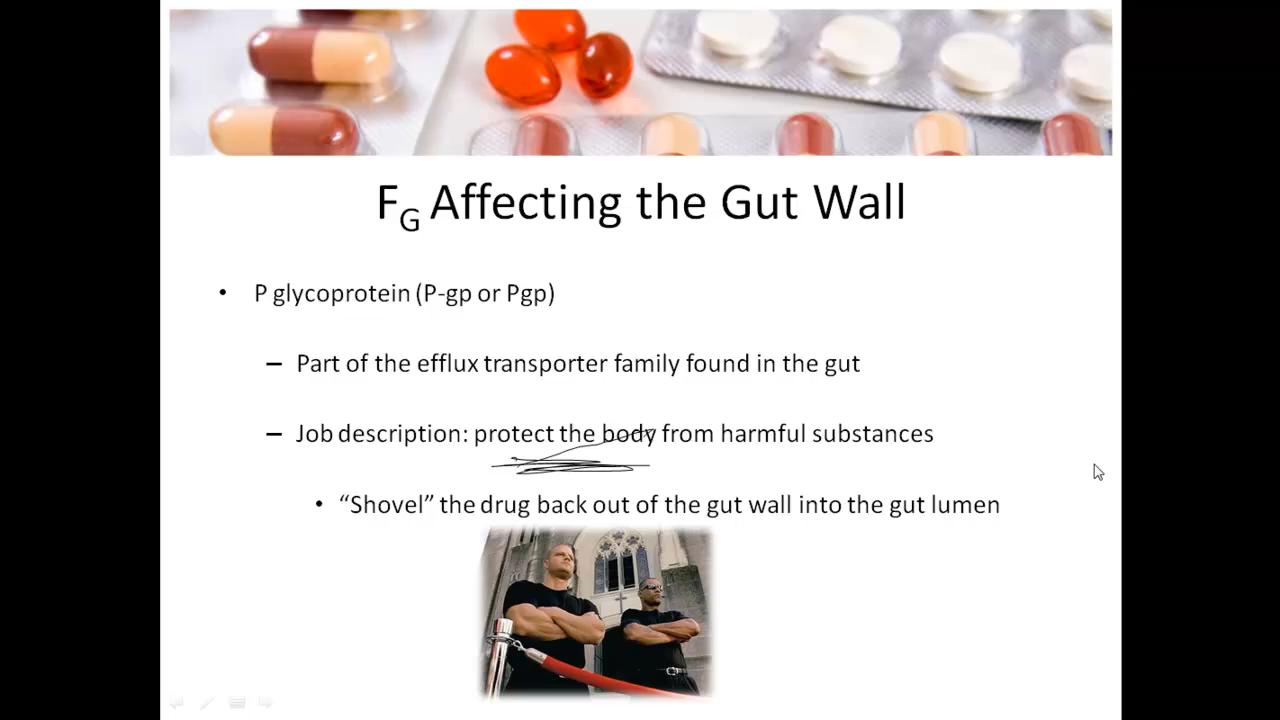 FG Affecting the Gut Wall
• P glycoprotein (P-gp or Pgp)
– Part of the efflux transporter family found in the gut
– Job description: protect the body from harmful substances
• “Shovel” the drug back out of the gut wall into the gut lumen